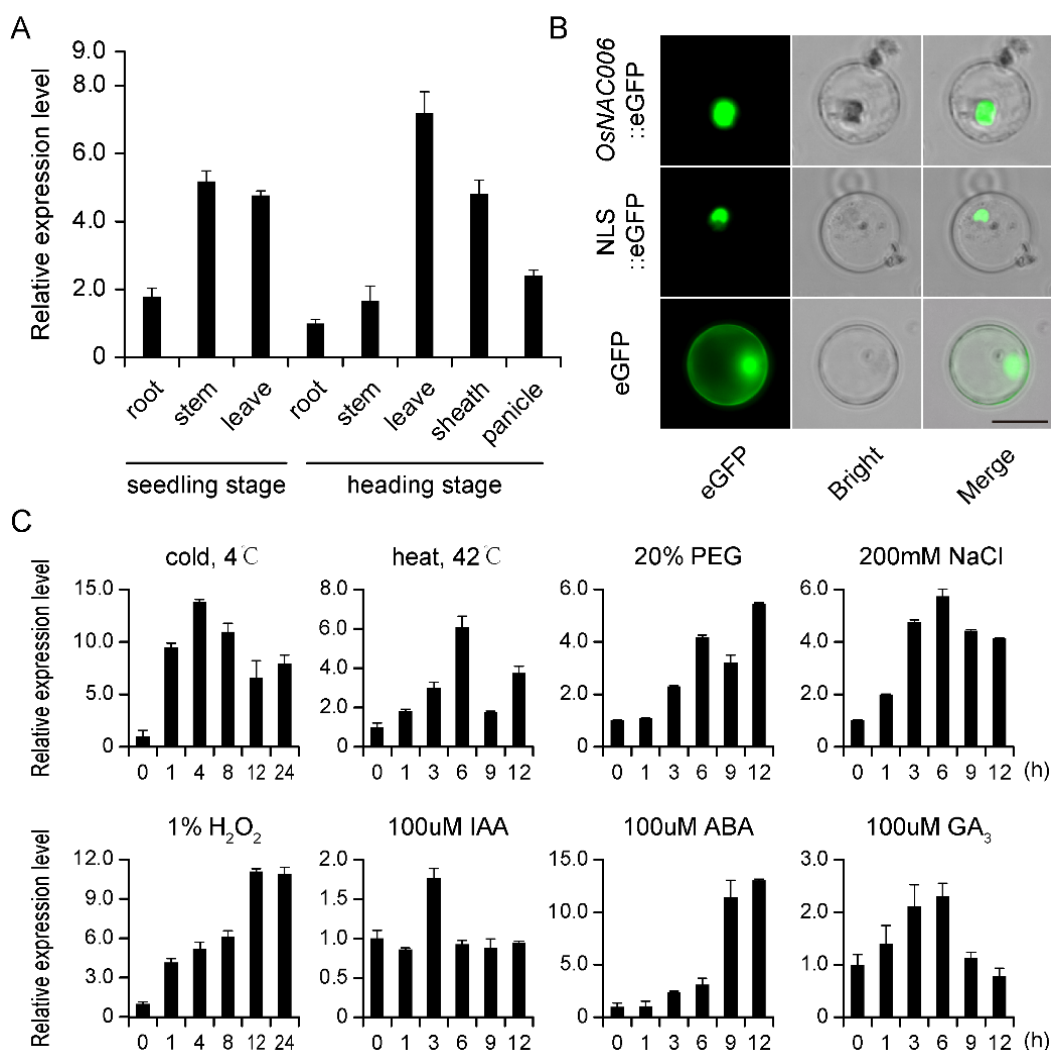 A
Relative expression level
9.0
8.0
6.0
4.0
2.0
0
root
stem
leave
root
stem
leave
sheath
panicle
seedling stage
heading stage
B
OsNAC006
::eGFP
NLS
::eGFP
eGFP
eGFP
Bright
Merge
C
Relative expression level
cold, 4℃
15.0
10.0
5.0
0
0 1 4 8 12 24
heat, 42℃
8.0
6.0
4.0
2.0
0
0 1 3 6 9 12
20% PEG
6.0
4.0
2.0
0
0 1 3 6 9 12
200mM NaCl
6.0
4.0
2.0
0
0 1 3 6 9 12 (h)
Relative expression level
1% H₂O₂
12.0
9.0
6.0
3.0
0
0 1 4 8 12 24
100uM IAA
2.0
1.5
1.0
0.5
0
0 1 3 6 9 12
100uM ABA
15.0
10.0
5.0
0
0 1 3 6 9 12
100uM GA₃
3.0
2.0
1.0
0
0 1 3 6 9 12 (h)